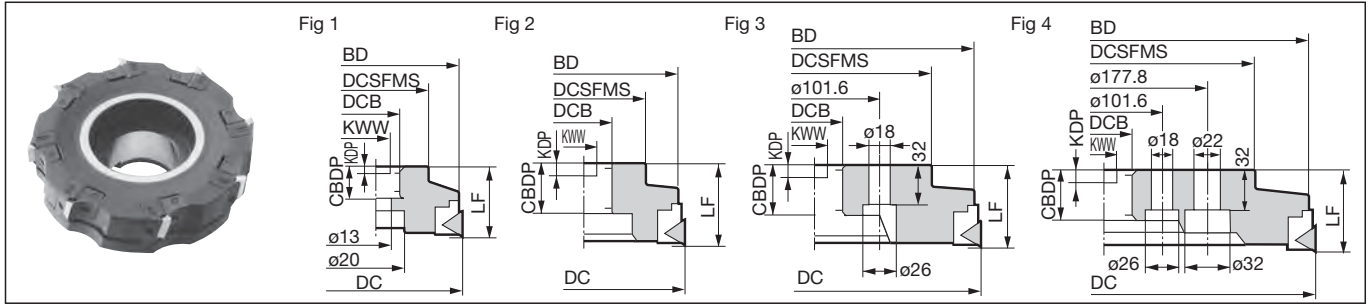 Fig 1
BD
DCSFMS
DCB
KWW
KDP
CBDP
LF
ø13
ø20
DC
Fig 2
BD
DCSFMS
DCB
KWW
KDP
CBDP
LF
DC
Fig 3
BD
DCSFMS
ø101.6
DCB
KWW
ø18
KDP
32
CBDP
LF
DC
ø26
Fig 4
BD
DCSFMS
ø177.8
ø101.6
DCB
KWW
ø18
ø22
KDP
32
CBDP
LF
ø26
ø32
DC